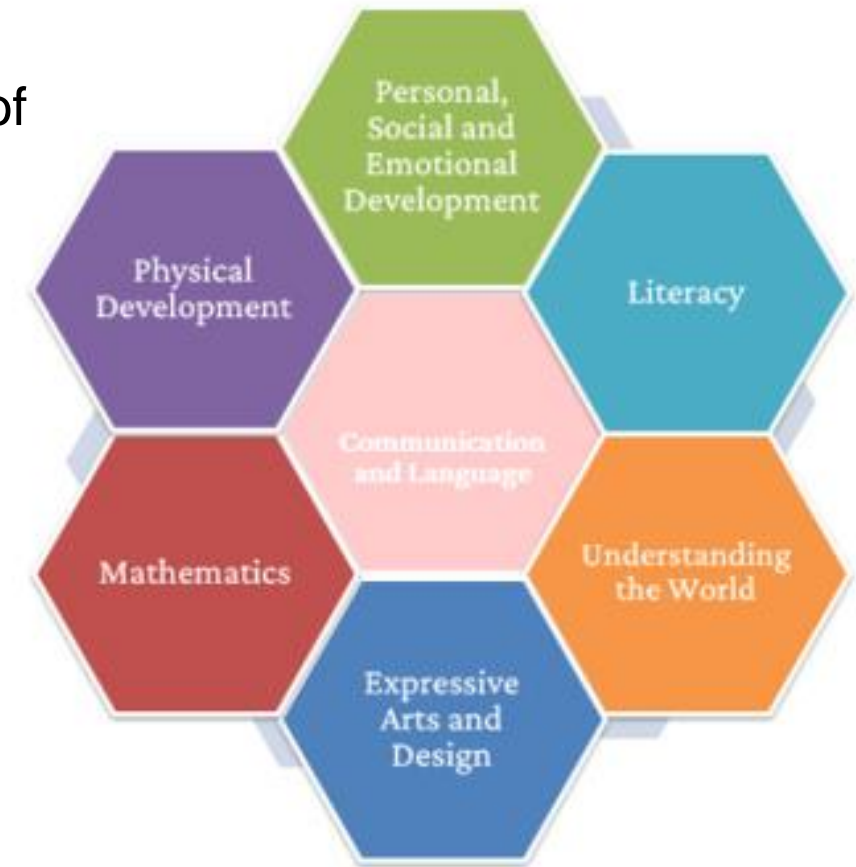 of
Personal,
Social and
Emotional
Development
Physical
Development
Literacy
Communication
and Language
Mathematics
Understanding
the World
Expressive
Arts and
Design